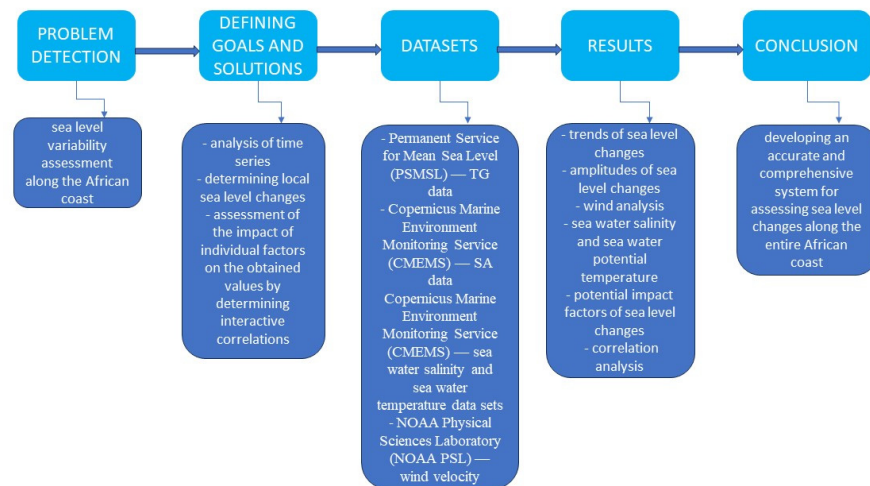 PROBLEM
DETECTION
DEFINING
GOALS AND
SOLUTIONS
DATASETS
RESULTS
CONCLUSION
sea level
variability
assessment
along the African
coast
- analysis of time
series
- determining local
sea level changes
- assessment of the
impact of
individual factors
on the obtained
values by
determining
interactive
correlations
- Permanent Service
for Mean Sea Level
(PSMSL) — TG
data
- Copernicus Marine
Environment
Monitoring Service
(CMEMS) — SA
data
Copernicus Marine
Environment
Monitoring Service
(CMEMS) — sea
water salinity and
sea water
temperature data sets
- NOAA Physical
Sciences Laboratory
(NOAA PSL) —
wind velocity
- trends of sea level
changes
- amplitudes of sea
level changes
- wind analysis
- sea water salinity
and sea water
potential
temperature
- potential impact
factors of sea level
changes
- correlation
analysis
developing an
accurate and
comprehensive
system for
assessing sea level
changes along the
entire African
coast